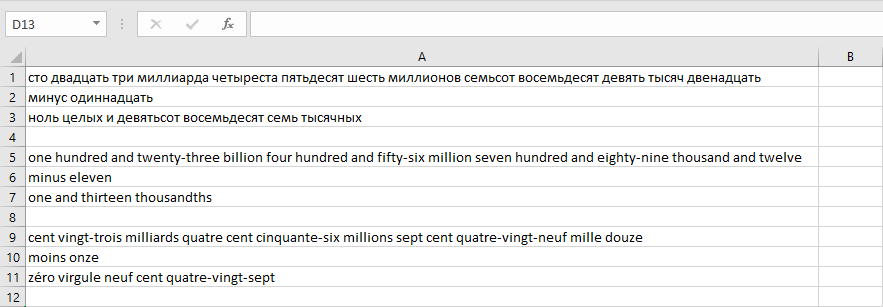 D13
fx
A B
1 сто двадцать три миллиарда четыреста пятьдесят шесть миллионов семьсот восемьдесят девять тысяч двенадцать
2 минус одиннадцать
3 ноль целых и девятьсот восемьдесят семь тысячных
4
5 one hundred and twenty-three billion four hundred and fifty-six million seven hundred and eighty-nine thousand and twelve
6 minus eleven
7 one and thirteen thousandths
8
9 cent vingt-trois milliards quatre cent cinquante-six millions sept cent quatre-vingt-neuf mille douze
10 moins onze
11 zéro virgule neuf cent quatre-vingt-sept
12